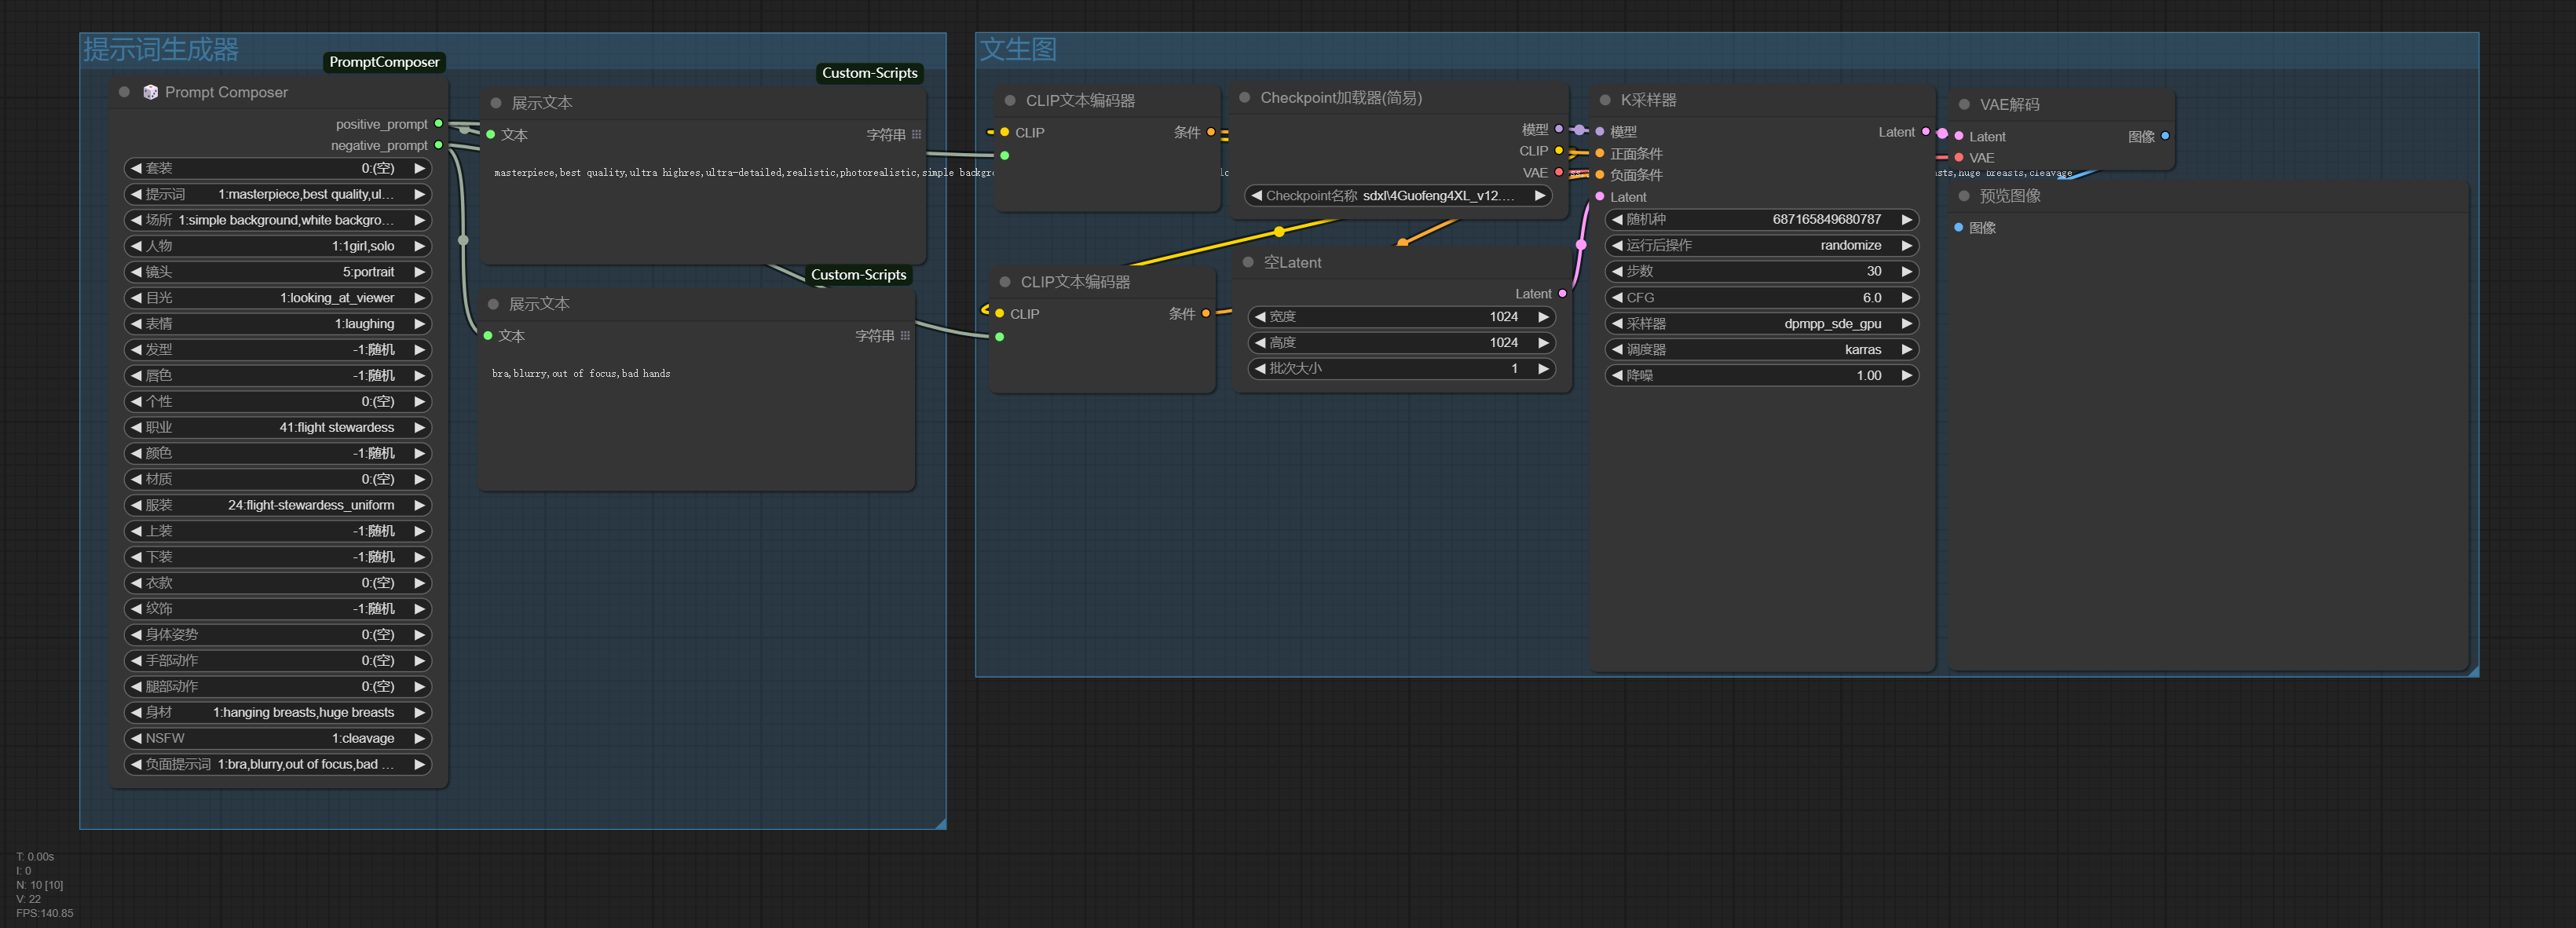 提示词生成器
PromptComposer
Prompt Composer
positive_prompt
negative_prompt
套装 0:(空)
提示词 1:masterpiece,best quality,ul...
场所 1:simple background,white backgro...
人物 1:1girl,solo
镜头 5:portrait
目光 1:looking_at_viewer
表情 1:laughing
发型 -1:随机
唇色 -1:随机
个性 0:(空)
职业 41:flight stewardess
颜色 -1:随机
材质 0:(空)
服装 24:flight-stewardess_uniform
上装 -1:随机
下装 -1:随机
衣款 0:(空)
纹饰 -1:随机
身体姿势 0:(空)
手部动作 0:(空)
腿部动作 0:(空)
身材 1:hanging breasts,huge breasts
NSFW 1:cleavage
负面提示词 1:bra,blurry,out of focus,bad ...
Custom-Scripts
展示文本
文本 字符串
masterpiece,best quality,ultra highres,ultra-detailed,realistic,photorealistic,simple backgr
Custom-Scripts
展示文本
文本 字符串
bra,blurry,out of focus,bad hands
文生图
CLIP文本编码器
CLIP 条件
CLIP文本编码器
CLIP 条件
Checkpoint加载器(简易)
模型
CLIP
VAE
Checkpoint名称 sdxl\4Guofeng4XL_v12....
空Latent
Latent
宽度 1024
高度 1024
批次大小 1
K采样器
模型 Latent
正面条件
负面条件
Latent
随机种 687165849680787
运行后操作 randomize
步数 30
CFG 6.0
采样器 dpmpp_sde_gpu
调度器 karras
降噪 1.00
VAE解码
Latent 图像
VAE
sts,huge breasts,cleavage
预览图像
图像
T: 0.00s
I: 0
N: 10 [10]
V: 22
FPS:140.85